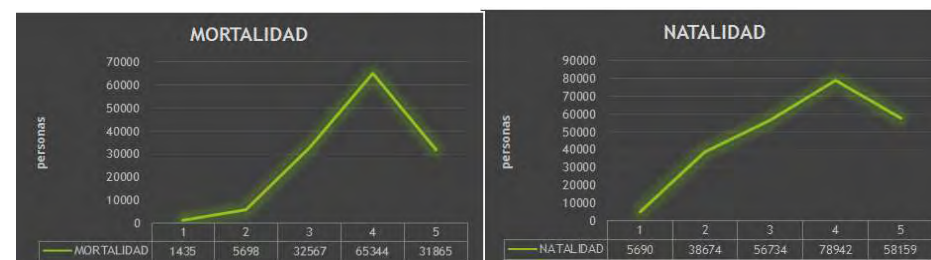 MORTALIDAD
70000
60000
50000
40000
30000
20000
10000
0
personas
1 2 3 4 5
MORTALIDAD 1435 5698 32567 65344 31865
NATALIDAD
90000
80000
70000
60000
50000
40000
30000
20000
10000
0
personas
1 2 3 4 5
NATALIDAD 5690 38674 56734 78942 58159